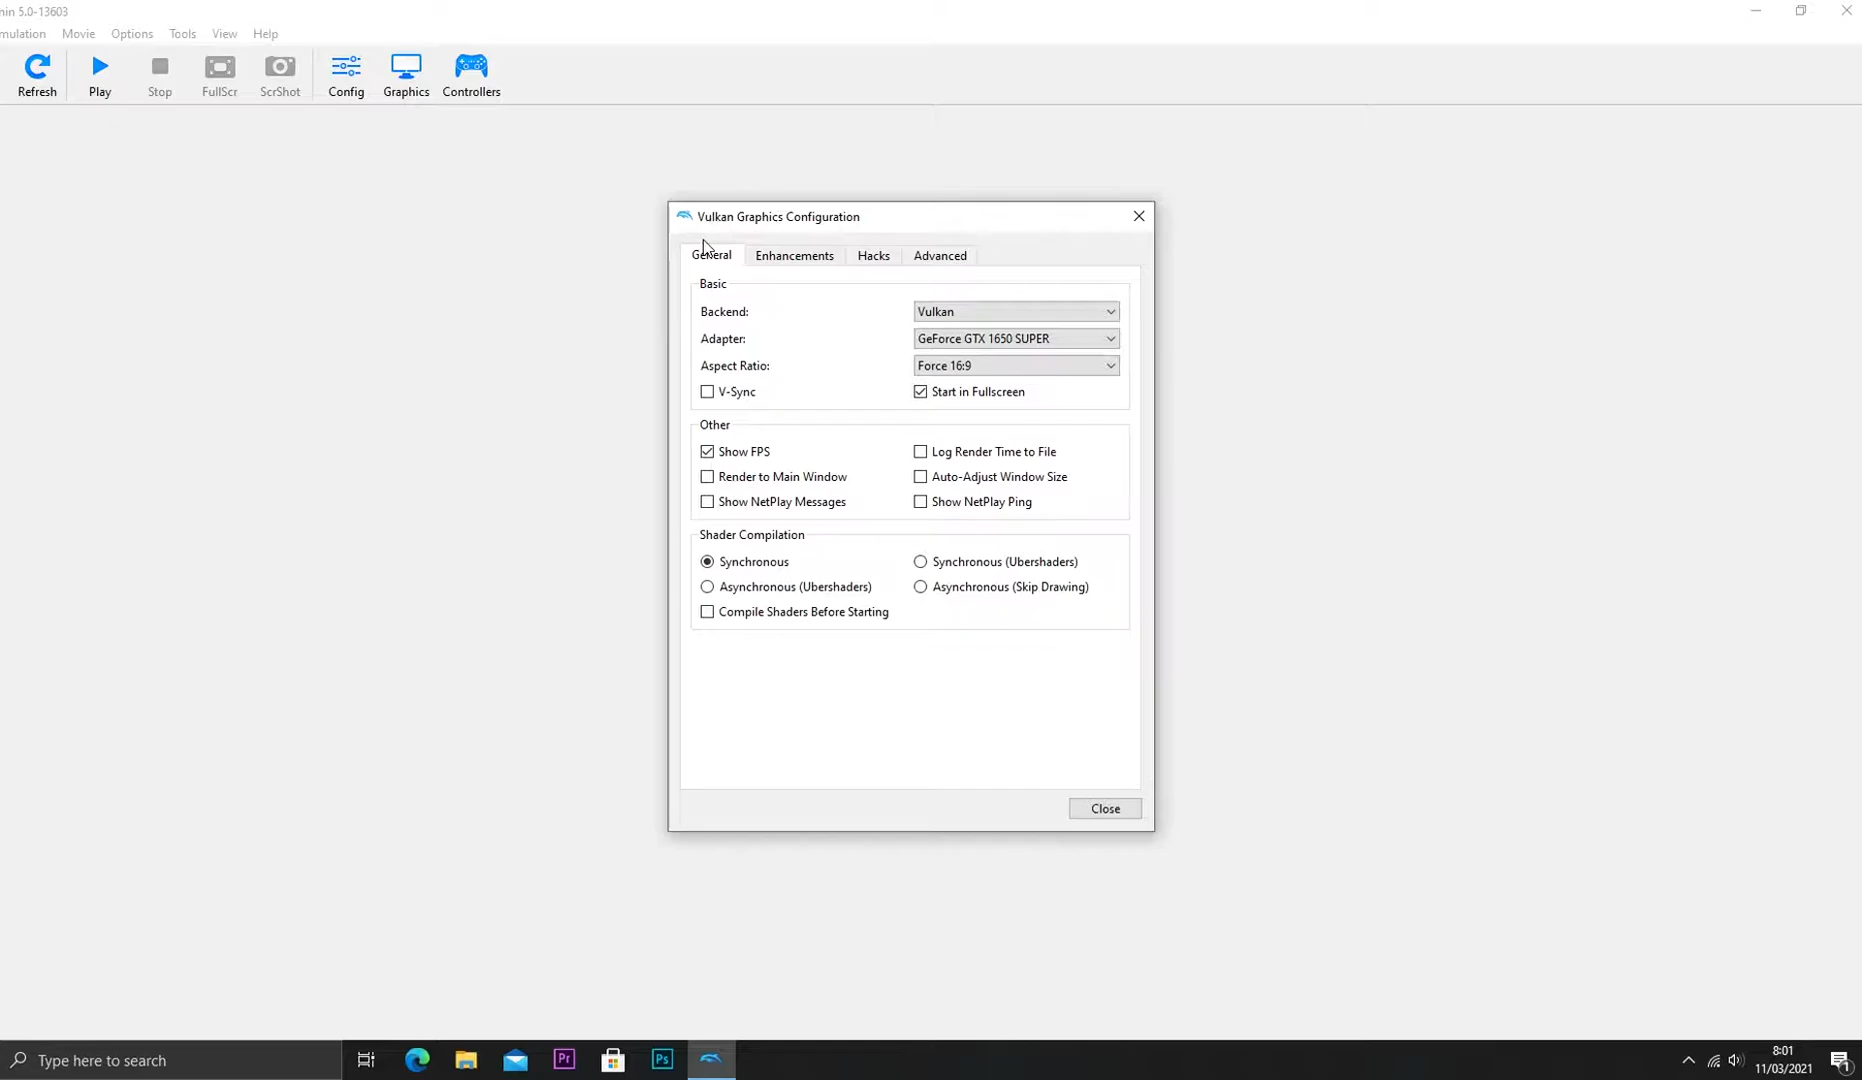 hin 5.0-13603
mulation Movie Options Tools View Help
Refresh Play Stop FullScr ScrShot Config Graphics Controllers
Vulkan Graphics Configuration
General Enhancements Hacks Advanced
Basic
Backend: Vulkan
Adapter: GeForce GTX 1650 SUPER
Aspect Ratio: Force 16:9
V-Sync Start in Fullscreen
Other
Show FPS Log Render Time to File
Render to Main Window Auto-Adjust Window Size
Show NetPlay Messages Show NetPlay Ping
Shader Compilation
Synchronous Synchronous (Ubershaders)
Asynchronous (Ubershaders) Asynchronous (Skip Drawing)
Compile Shaders Before Starting
Close
Type here to search Pr Ps 8:01
11/03/2021 1